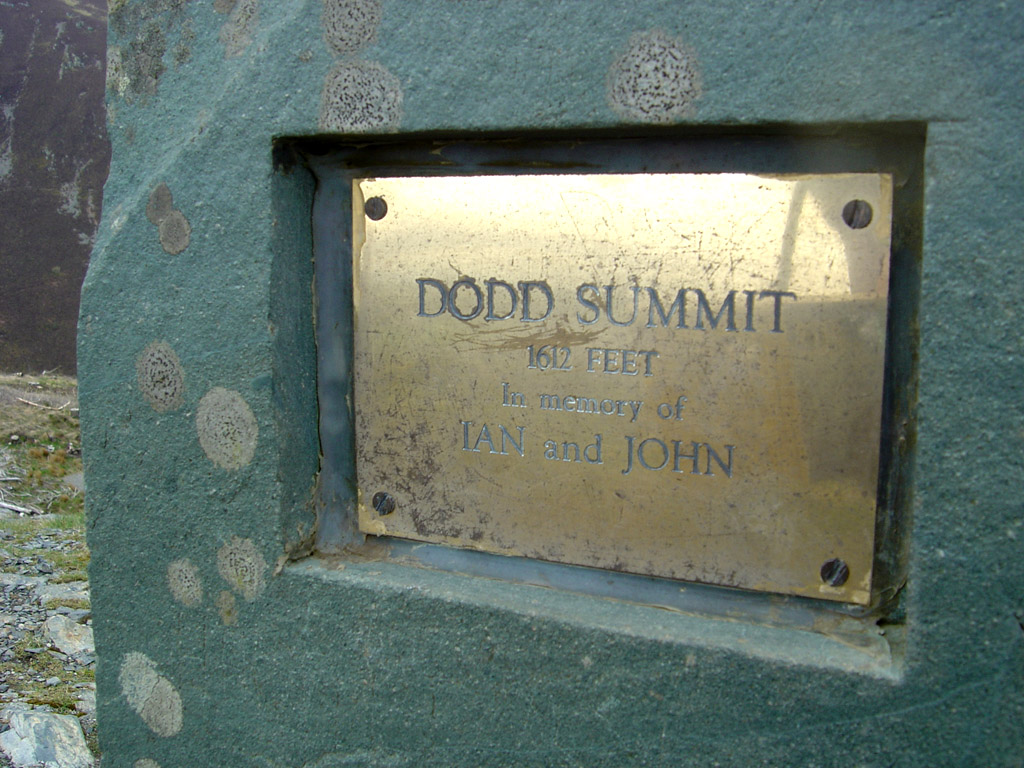 DODD SUMMIT
1612 FEET
In memory of
IAN and JOHN